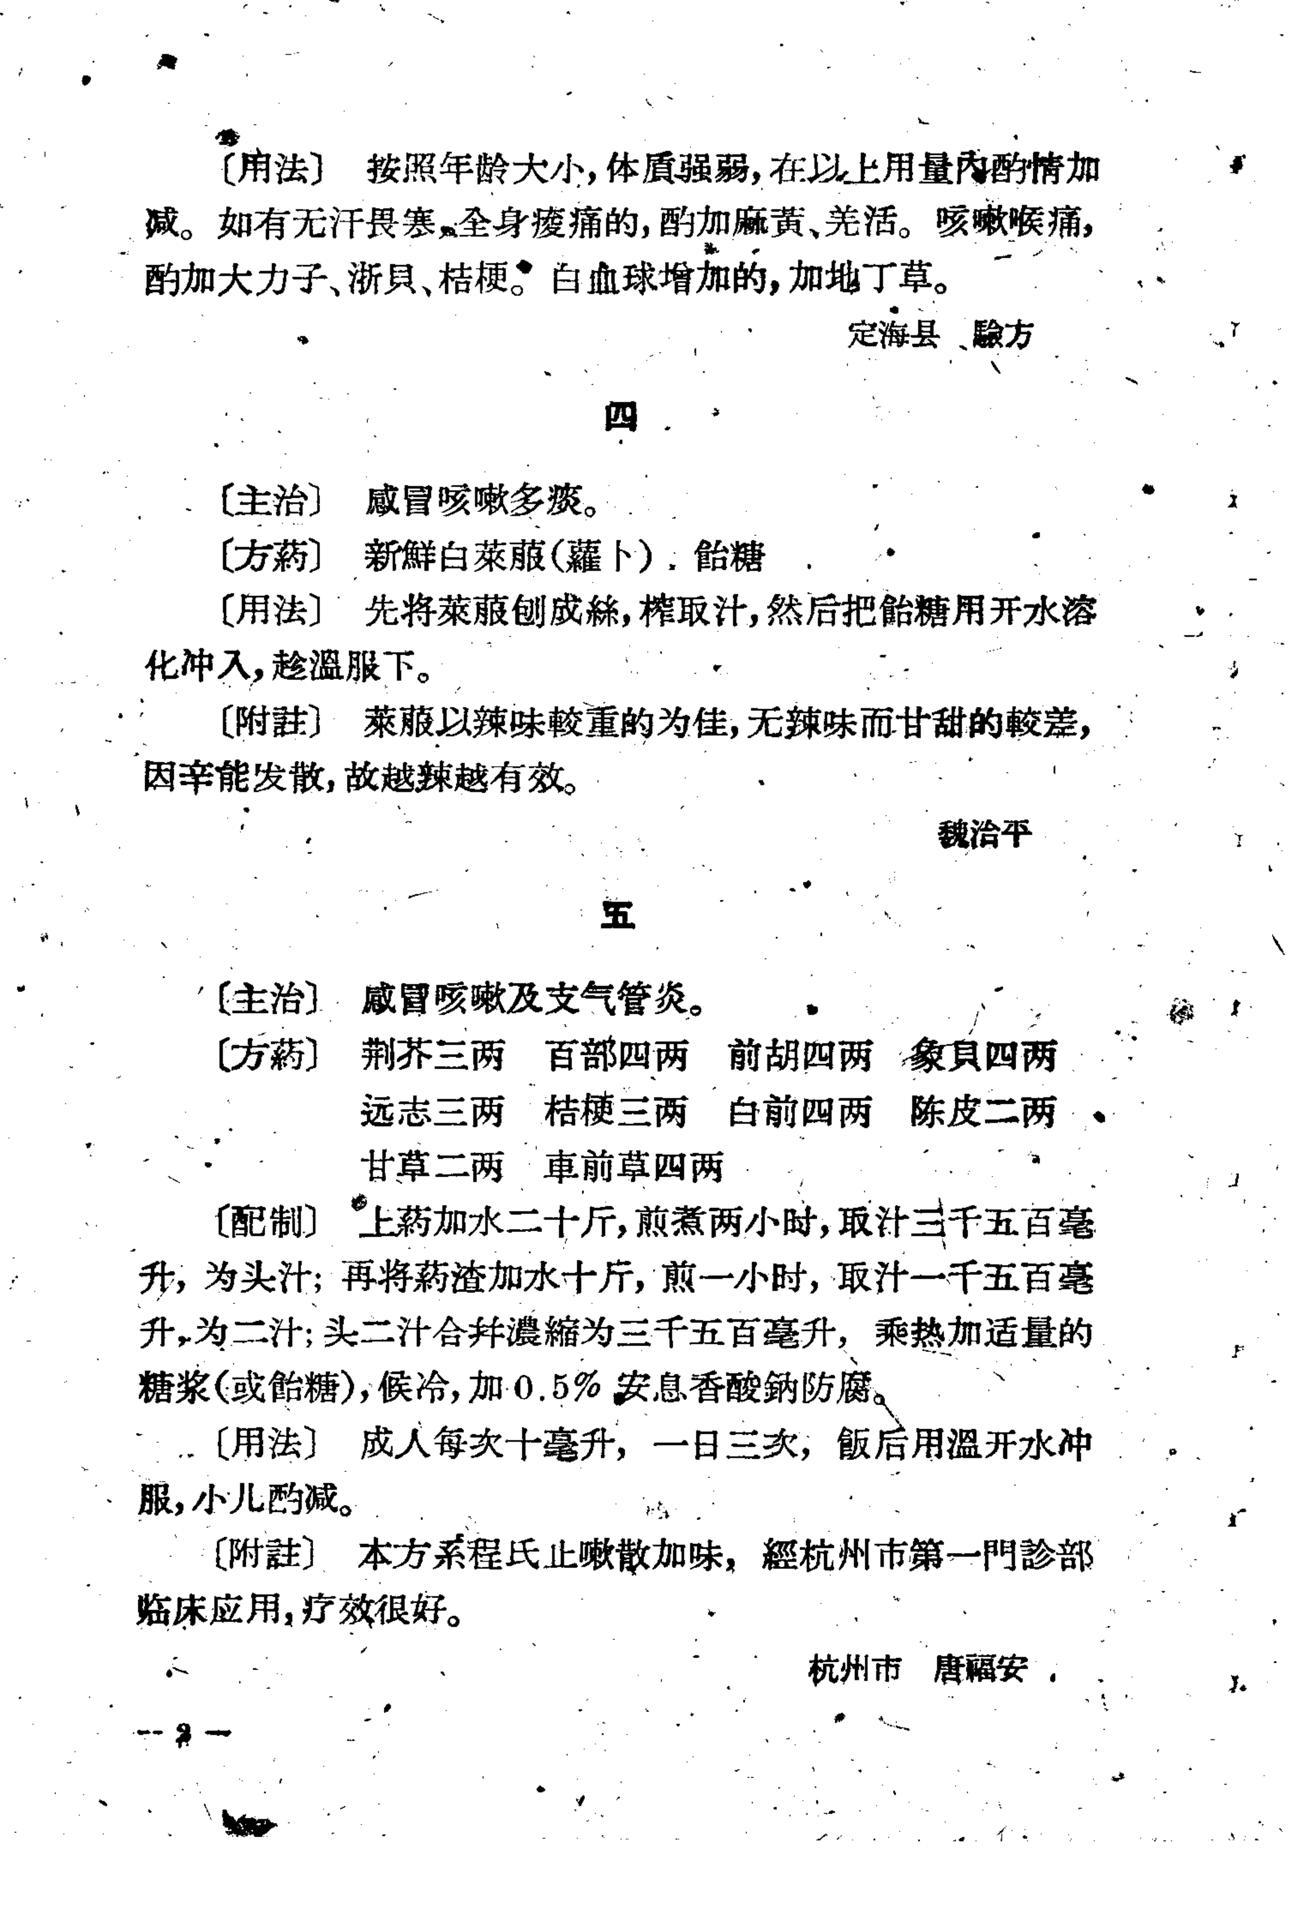 〔用法〕 按照年龄大小，体质强弱，在以上用量内酌情加
减。如有无汗畏寒、全身痠痛的，酌加麻黄、羌活。咳嗽喉痛，
酌加大力子、浙貝、桔梗。白血球增加的，加地丁草。
定海县 驗方
四
〔主治〕 感冒咳嗽多痰。
〔方葯〕 新鮮白萊菔(蘿卜) 飴糖
〔用法〕 先将萊菔刨成絲，榨取汁，然后把飴糖用开水溶
化冲入，趁溫服下。
〔附註〕 萊菔以辣味較重的为佳，无辣味而甘甜的較差，
因辛能发散，故越辣越有效。
魏治平
五
〔主治〕 感冒咳嗽及支气管炎。
〔方葯〕 荆芥三两 百部四两 前胡四两 象貝四两
远志三两 桔梗三两 白前四两 陈皮二两
甘草二两 車前草四两
〔配制〕 上葯加水二十斤，煎煮两小时，取汁三千五百毫
升，为头汁；再将葯渣加水十斤，煎一小时，取汁一千五百毫
升，为二汁；头二汁合幷濃縮为三千五百毫升，乘热加适量的
糖浆(或飴糖)，候冷，加0.5%安息香酸鈉防腐。
〔用法〕 成人每次十毫升，一日三次，飯后用溫开水冲
服，小儿酌减。
〔附註〕 本方系程氏止嗽散加味，經杭州市第一門診部
临床应用，疗效很好。
杭州市 唐福安
— 2 —